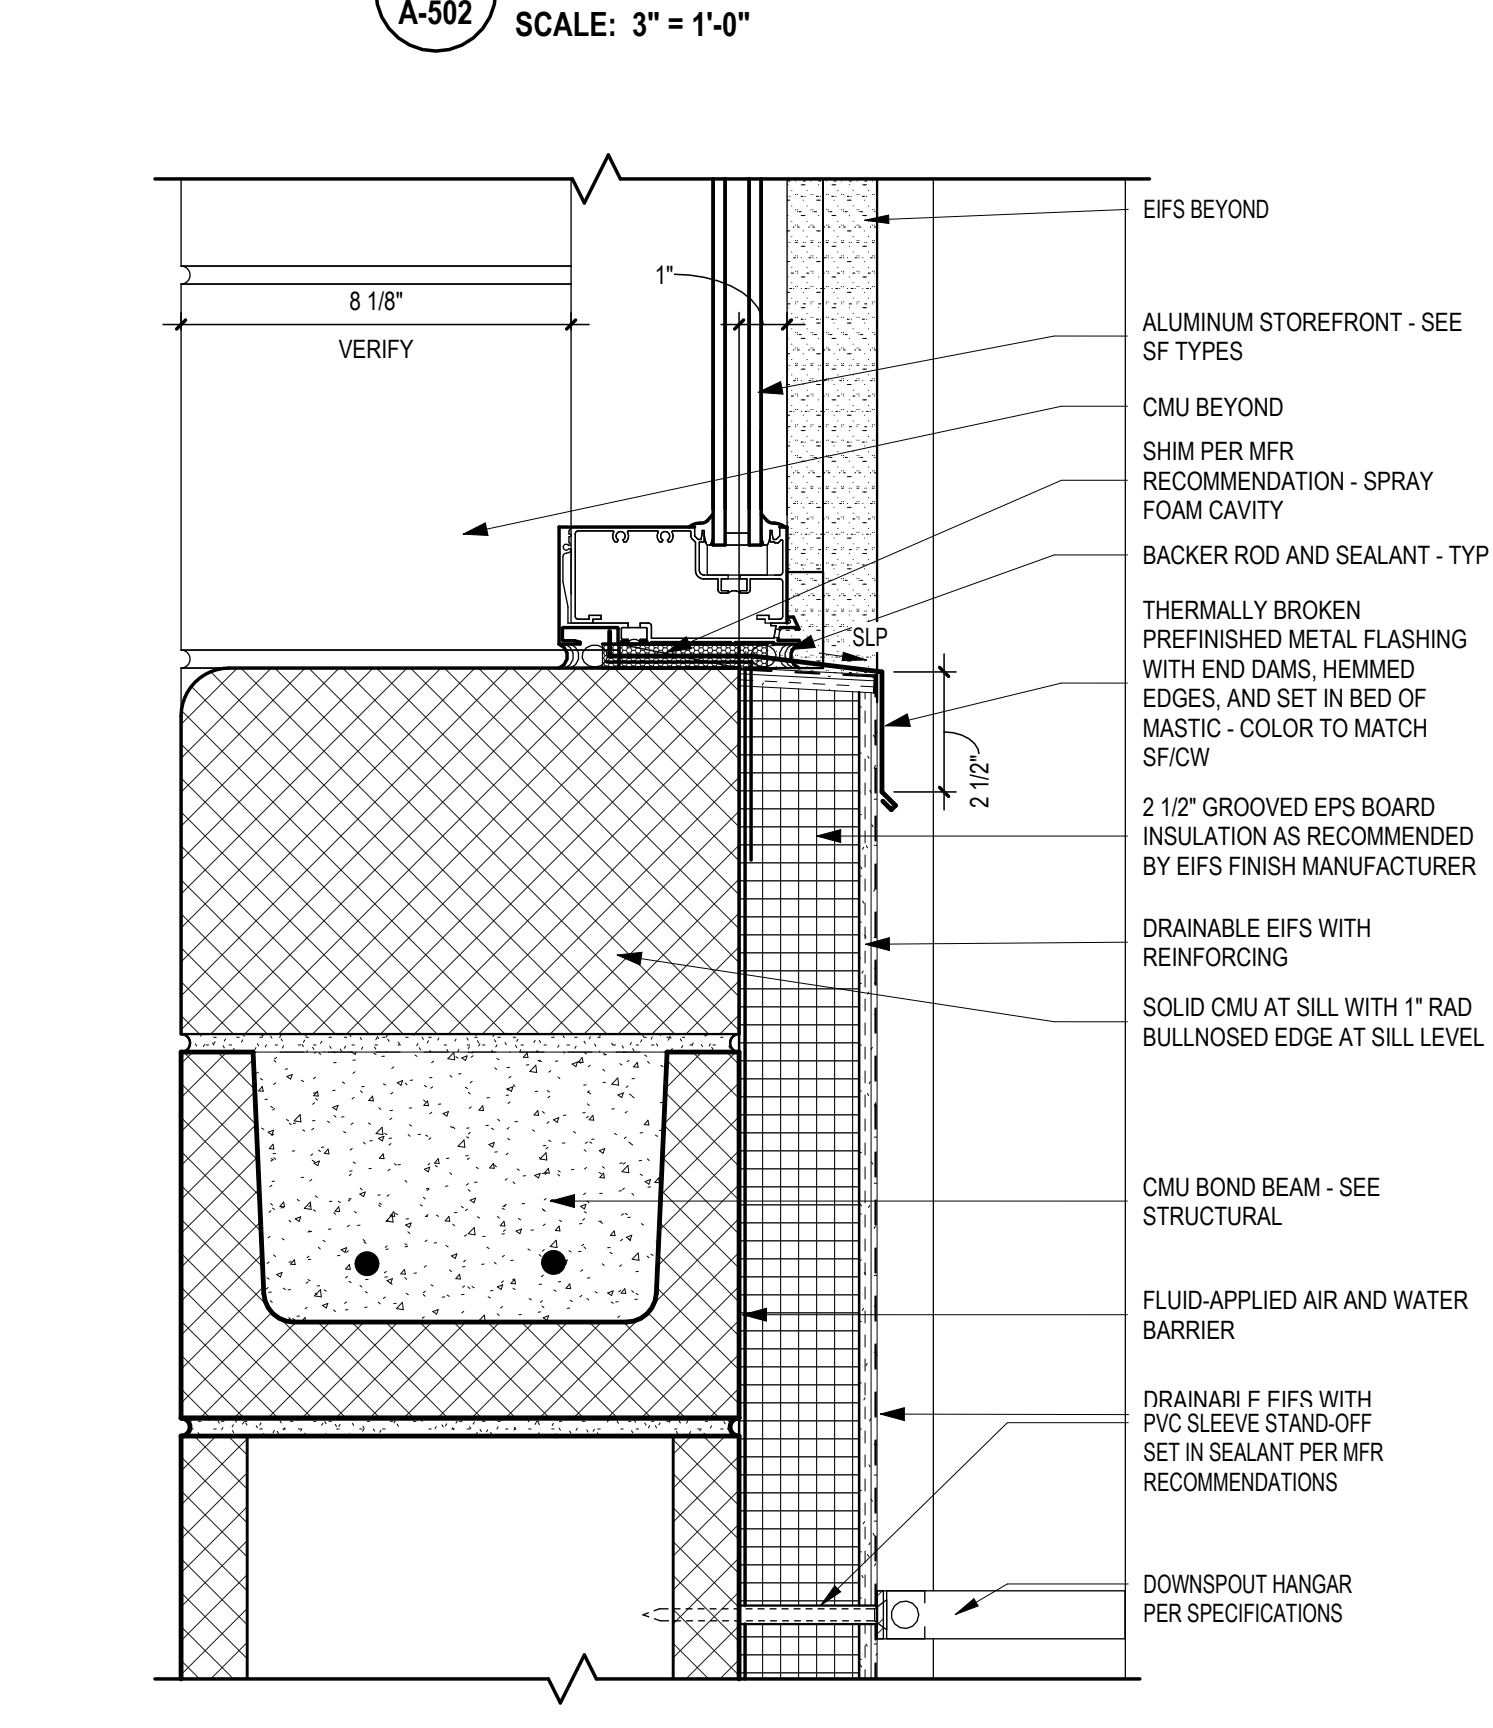 A-502
SCALE: 3" = 1'-0"
EIFS BEYOND
1"
8 1/8"
VERIFY
ALUMINUM STOREFRONT - SEE
SF TYPES
CMU BEYOND
SHIM PER MFR
RECOMMENDATION - SPRAY
FOAM CAVITY
BACKER ROD AND SEALANT - TYP
SLP
THERMALLY BROKEN
PREFINISHED METAL FLASHING
WITH END DAMS, HEMMED
EDGES, AND SET IN BED OF
MASTIC - COLOR TO MATCH
SF/CW
2 1/2"
2 1/2" GROOVED EPS BOARD
INSULATION AS RECOMMENDED
BY EIFS FINISH MANUFACTURER
DRAINABLE EIFS WITH
REINFORCING
SOLID CMU AT SILL WITH 1" RAD
BULLNOSED EDGE AT SILL LEVEL
CMU BOND BEAM - SEE
STRUCTURAL
FLUID-APPLIED AIR AND WATER
BARRIER
DRAINABLE EIFS WITH
PVC SLEEVE STAND-OFF
SET IN SEALANT PER MFR
RECOMMENDATIONS
DOWNSPOUT HANGAR
PER SPECIFICATIONS